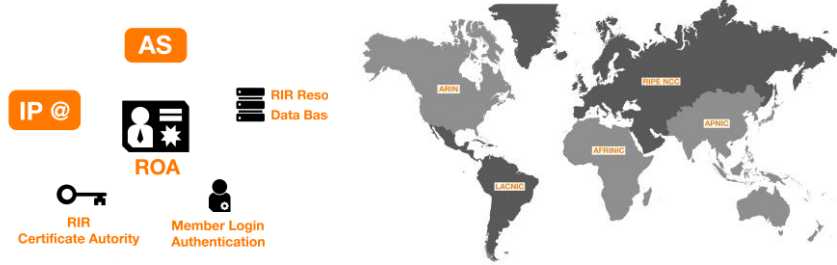 AS
IP @
RIR Reso
Data Bas
ROA
RIR
Certificate Autority
Member Login
Authentication
ARIN
RIPE NCC
APNIC
AFRINIC
LACNIC